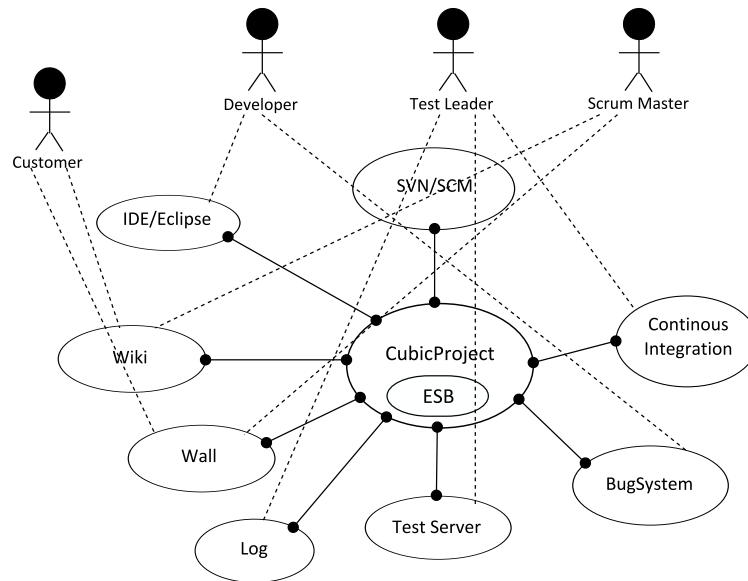 Developer
Test Leader
Scrum Master
Customer
SVN/SCM
IDE/Eclipse
Continous
Integration
CubicProject
Wiki
ESB
Wall
BugSystem
Test Server
Log